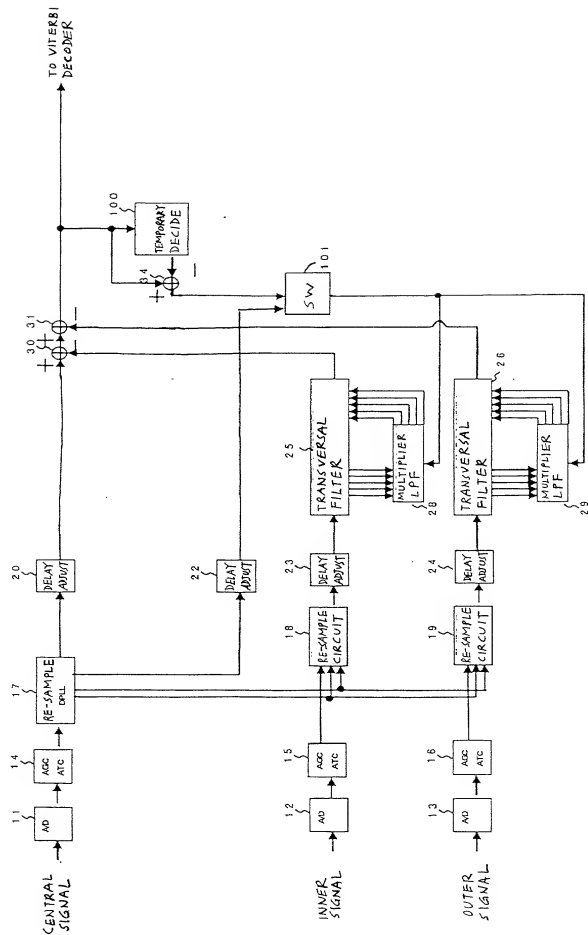 TO VITERBI
DECODER
100
TEMPORARY
DECIDE
34
+
−
SW
101
31
+
−
30
+
−
20
DELAY
ADJUST
22
DELAY
ADJUST
17
RE-SAMPLE
DPLL
14
AGC
ATC
11
A/D
CENTRAL
SIGNAL
25
TRANSVERSAL
FILTER
MULTIPLIER
LPF
28
23
DELAY
ADJUST
18
RE-SAMPLE
CIRCUIT
15
AGC
ATC
12
A/D
INNER
SIGNAL
26
TRANSVERSAL
FILTER
MULTIPLIER
LPF
29
24
DELAY
ADJUST
19
RE-SAMPLE
CIRCUIT
16
AGC
ATC
13
A/D
OUTER
SIGNAL